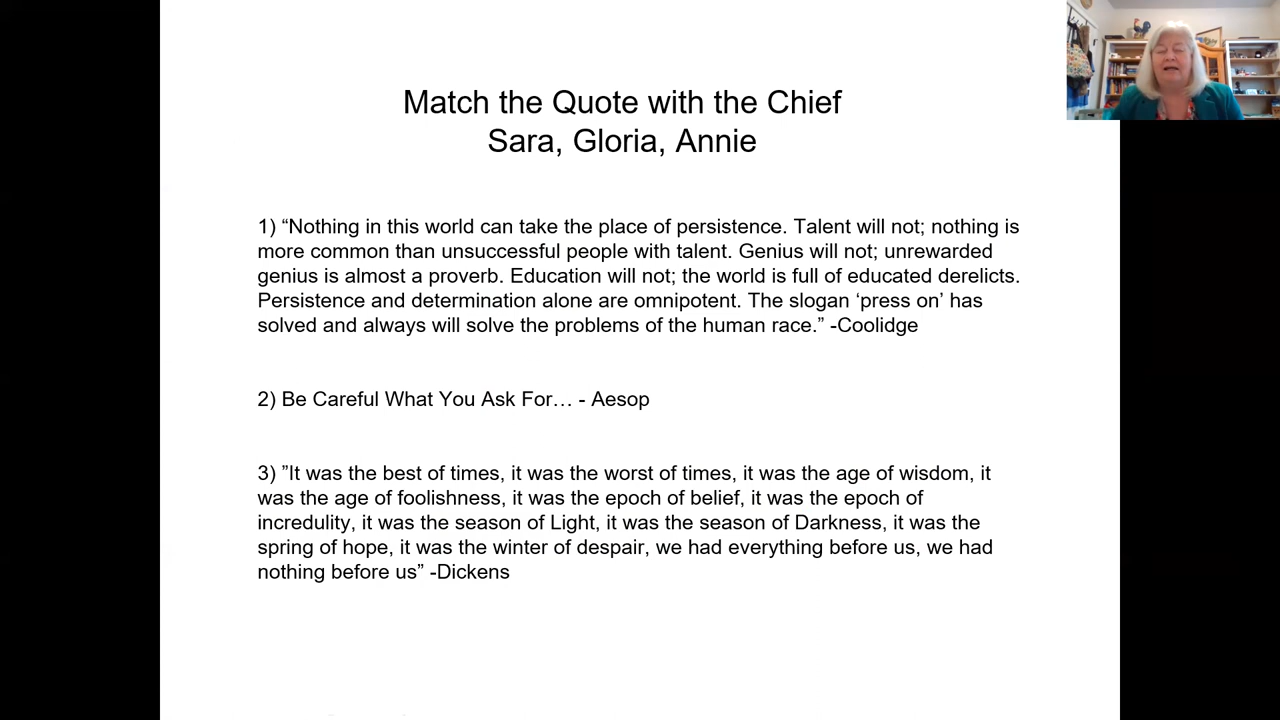 Match the Quote with the Chief
Sara, Gloria, Annie
1) “Nothing in this world can take the place of persistence. Talent will not; nothing is
more common than unsuccessful people with talent. Genius will not; unrewarded
genius is almost a proverb. Education will not; the world is full of educated derelicts.
Persistence and determination alone are omnipotent. The slogan ‘press on’ has
solved and always will solve the problems of the human race.” -Coolidge
2) Be Careful What You Ask For… - Aesop
3) ”It was the best of times, it was the worst of times, it was the age of wisdom, it
was the age of foolishness, it was the epoch of belief, it was the epoch of
incredulity, it was the season of Light, it was the season of Darkness, it was the
spring of hope, it was the winter of despair, we had everything before us, we had
nothing before us” -Dickens